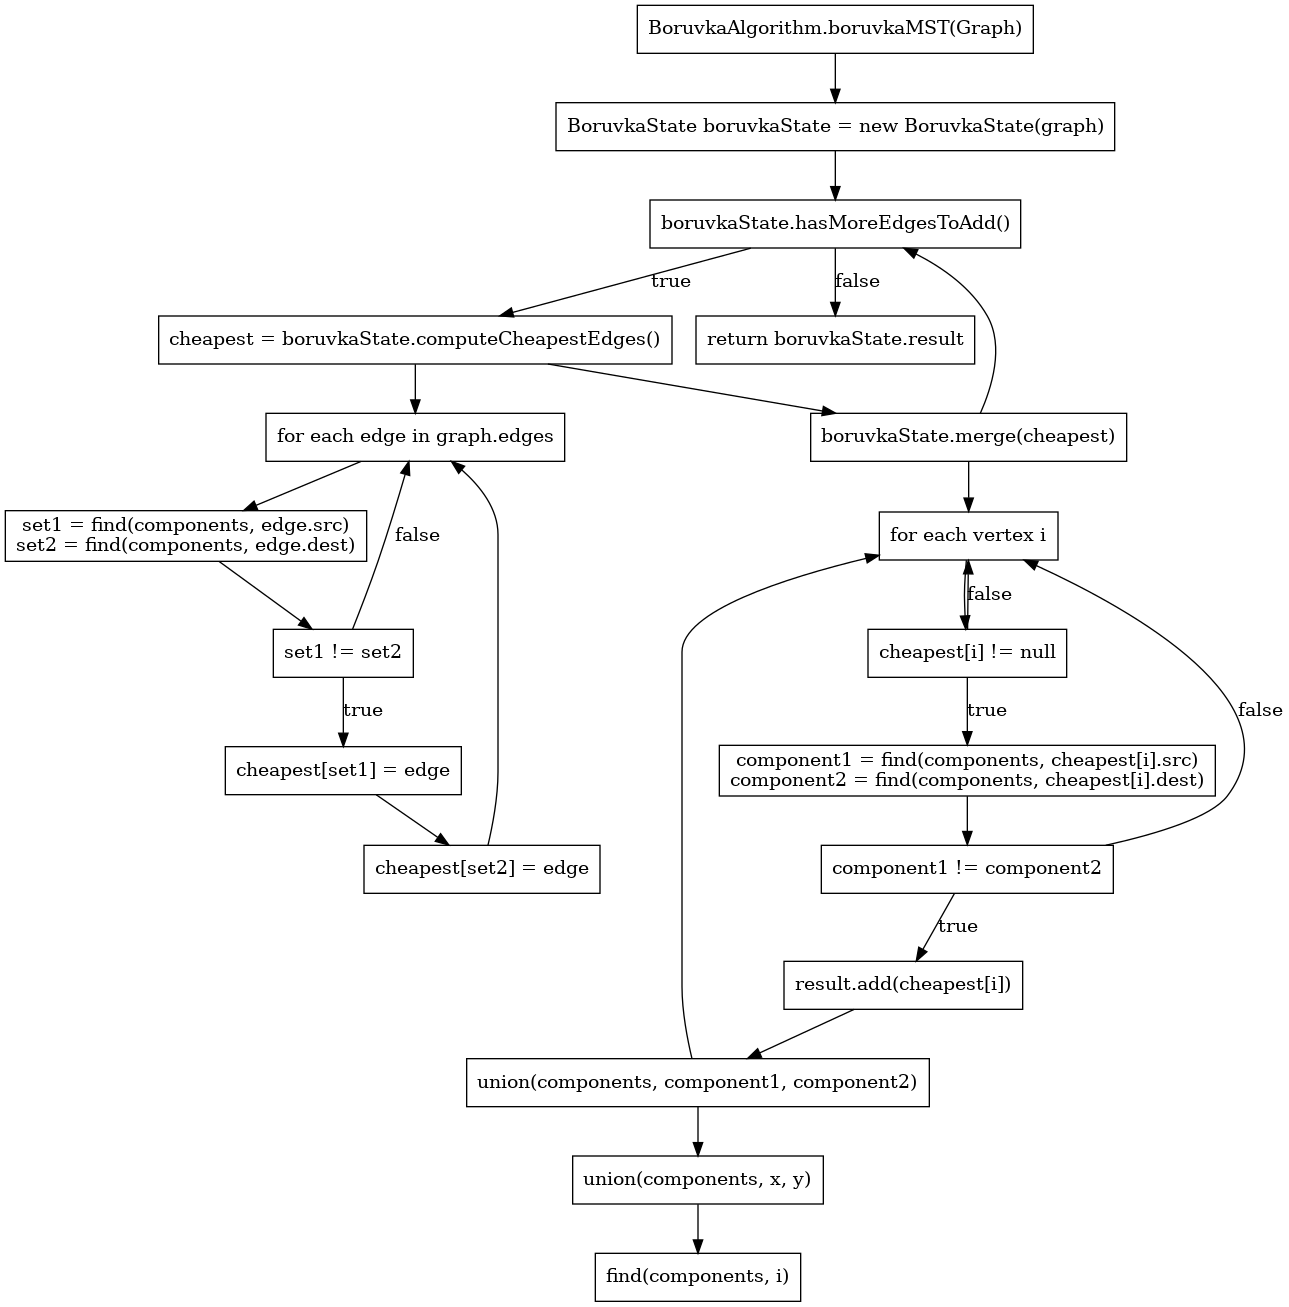 BoruvkaAlgorithm.boruvkaMST(Graph)
BoruvkaState boruvkaState = new BoruvkaState(graph)
boruvkaState.hasMoreEdgesToAdd()
true
false
cheapest = boruvkaState.computeCheapestEdges()
return boruvkaState.result
for each edge in graph.edges
boruvkaState.merge(cheapest)
set1 = find(components, edge.src)
set2 = find(components, edge.dest)
false
for each vertex i
false
set1 != set2
cheapest[i] != null
true
true
false
cheapest[set1] = edge
component1 = find(components, cheapest[i].src)
component2 = find(components, cheapest[i].dest)
cheapest[set2] = edge
component1 != component2
true
result.add(cheapest[i])
union(components, component1, component2)
union(components, x, y)
find(components, i)